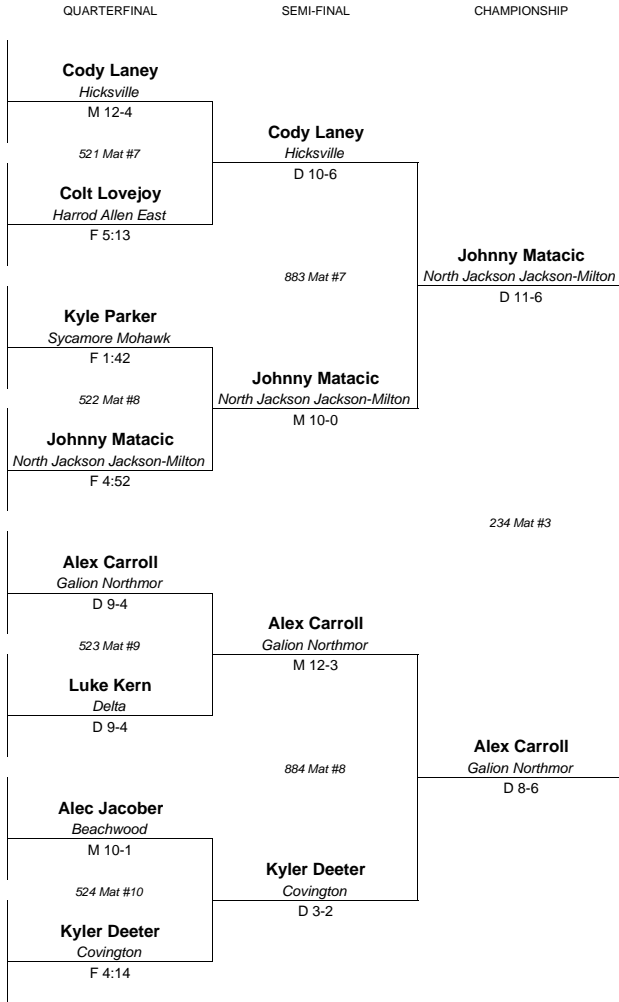 QUARTERFINAL SEMI-FINAL CHAMPIONSHIP
Cody Laney
Hicksville
M 12-4
521 Mat #7
Colt Lovejoy
Harrod Allen East
F 5:13
Kyle Parker
Sycamore Mohawk
F 1:42
522 Mat #8
Johnny Matacic
North Jackson Jackson-Milton
F 4:52
Alex Carroll
Galion Northmor
D 9-4
523 Mat #9
Luke Kern
Delta
D 9-4
Alec Jacober
Beachwood
M 10-1
524 Mat #10
Kyler Deeter
Covington
F 4:14
Cody Laney
Hicksville
D 10-6
883 Mat #7
Johnny Matacic
North Jackson Jackson-Milton
M 10-0
Alex Carroll
Galion Northmor
M 12-3
884 Mat #8
Kyler Deeter
Covington
D 3-2
Johnny Matacic
North Jackson Jackson-Milton
D 11-6
234 Mat #3
Alex Carroll
Galion Northmor
D 8-6